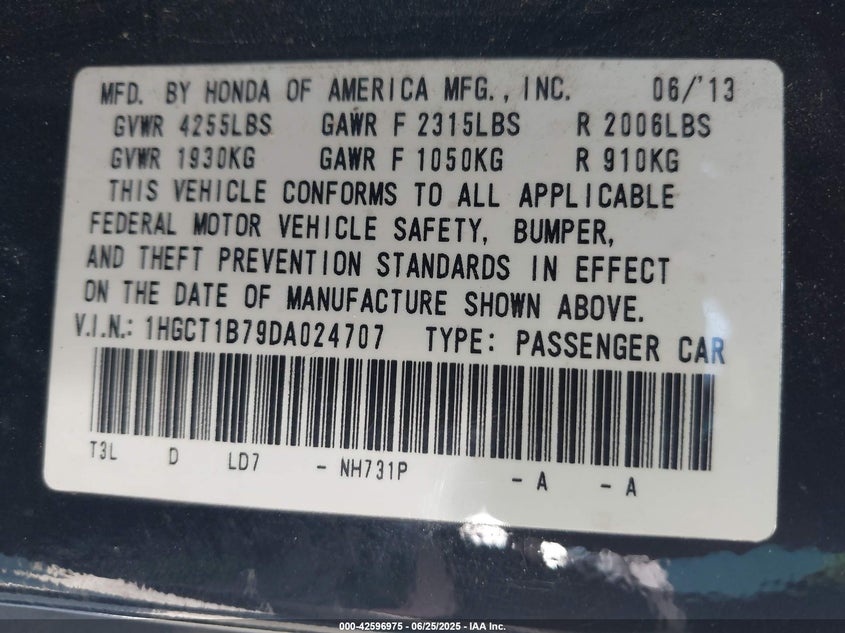 MFD. BY HONDA OF AMERICA MFG., INC. 06/'13
GVWR 4255LBS GAWR F 2315LBS R 2006LBS
GVWR 1930KG GAWR F 1050KG R 910KG
THIS VEHICLE CONFORMS TO ALL APPLICABLE
FEDERAL MOTOR VEHICLE SAFETY, BUMPER,
AND THEFT PREVENTION STANDARDS IN EFFECT
ON THE DATE OF MANUFACTURE SHOWN ABOVE.
V.I.N.: 1HGCT1B79DA024707 TYPE: PASSENGER CAR
T3L D LD7 - NH731P - A - A
000-42596975 - 06/25/2025 - IAA Inc.